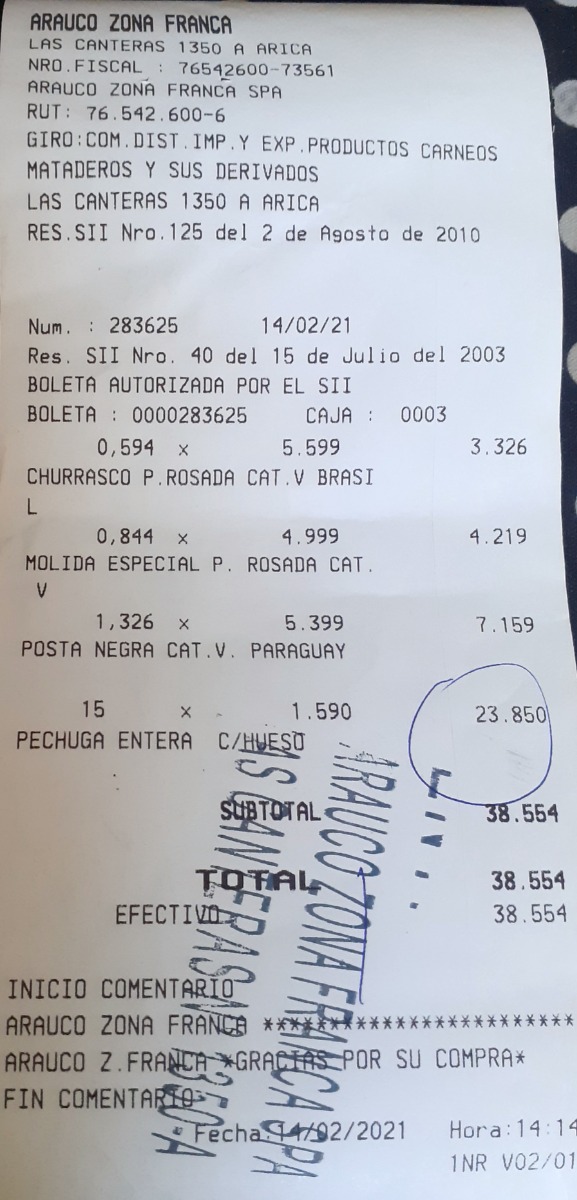 ARAUCO ZONA FRANCA
LAS CANTERAS 1350 A ARICA
NRO.FISCAL : 76542600-73561
ARAUCO ZONA FRANCA SPA
RUT: 76.542.600-6
GIRO:COM.DIST.IMP.Y EXP.PRODUCTOS CARNEOS
MATADEROS Y SUS DERIVADOS
LAS CANTERAS 1350 A ARICA
RES.SII Nro.125 del 2 de Agosto de 2010
Num. : 283625 14/02/21
Res. SII Nro. 40 del 15 de Julio del 2003
BOLETA AUTORIZADA POR EL SII
BOLETA : 0000283625 CAJA : 0003
0,594 x 5.599 3.326
CHURRASCO P.ROSADA CAT.V BRASI
L
0,844 x 4.999 4.219
MOLIDA ESPECIAL P. ROSADA CAT.
V
1,326 x 5.399 7.159
POSTA NEGRA CAT.V. PARAGUAY
15 x 1.590 23.850
PECHUGA ENTERA C/HUESO
SUBTOTAL 38.554
TOTAL 38.554
EFECTIVO 38.554
INICIO COMENTARIO
ARAUCO ZONA FRANCA ***********************
ARAUCO Z.FRANCA *GRACIAS POR SU COMPRA*
FIN COMENTARIO
Fecha:14/02/2021 Hora:14:14
1NR V02/01
ARAUCO ZONA FRANCA SPA